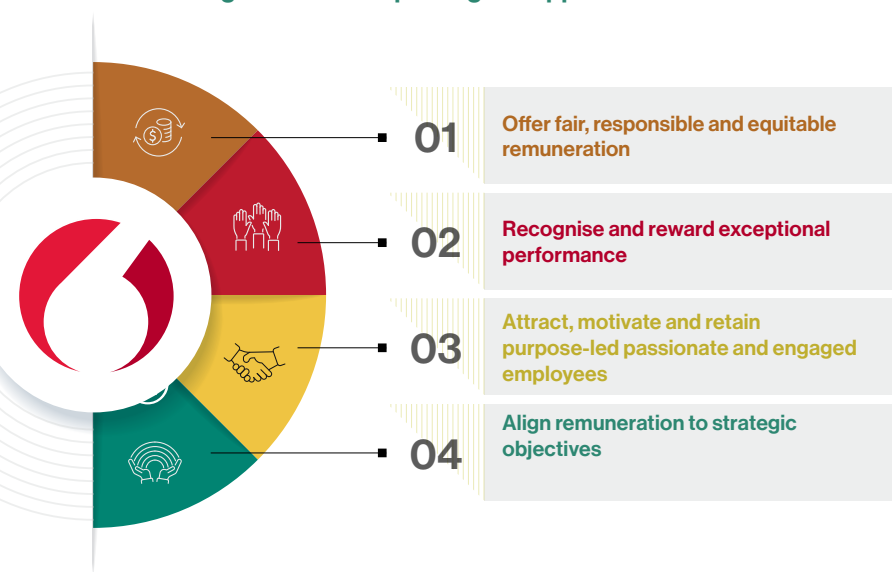 01
Offer fair, responsible and equitable
remuneration
02
Recognise and reward exceptional
performance
03
Attract, motivate and retain
purpose-led passionate and engaged
employees
04
Align remuneration to strategic
objectives